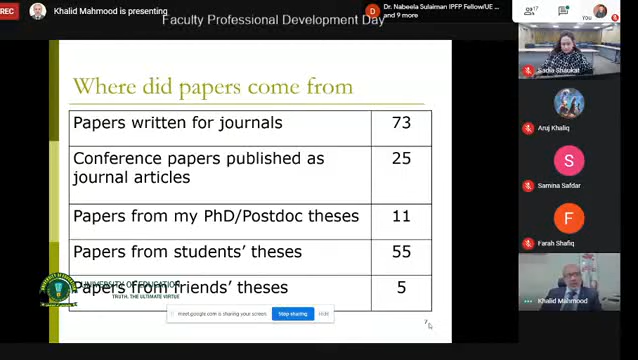 REC
Khalid Mahmood is presenting
Faculty Professional Development Day
Dr. Nabeela Sulaiman IPFP Fellow/UE ...
and 9 more
D
17
You
Where did papers come from
Papers written for journals 73
Conference papers published as 25
journal articles
Papers from my PhD/Postdoc theses 11
Papers from students' theses 55
Papers from friends' theses 5
UNIVERSITY OF EDUCATION
TRUTH, THE ULTIMATE VIRTUE
meet.google.com is sharing your screen.
Stop sharing
Hide
7
Sadia Shaukat
Aruj Khaliq
S
Samina Safdar
F
Farah Shafiq
Khalid Mahmood